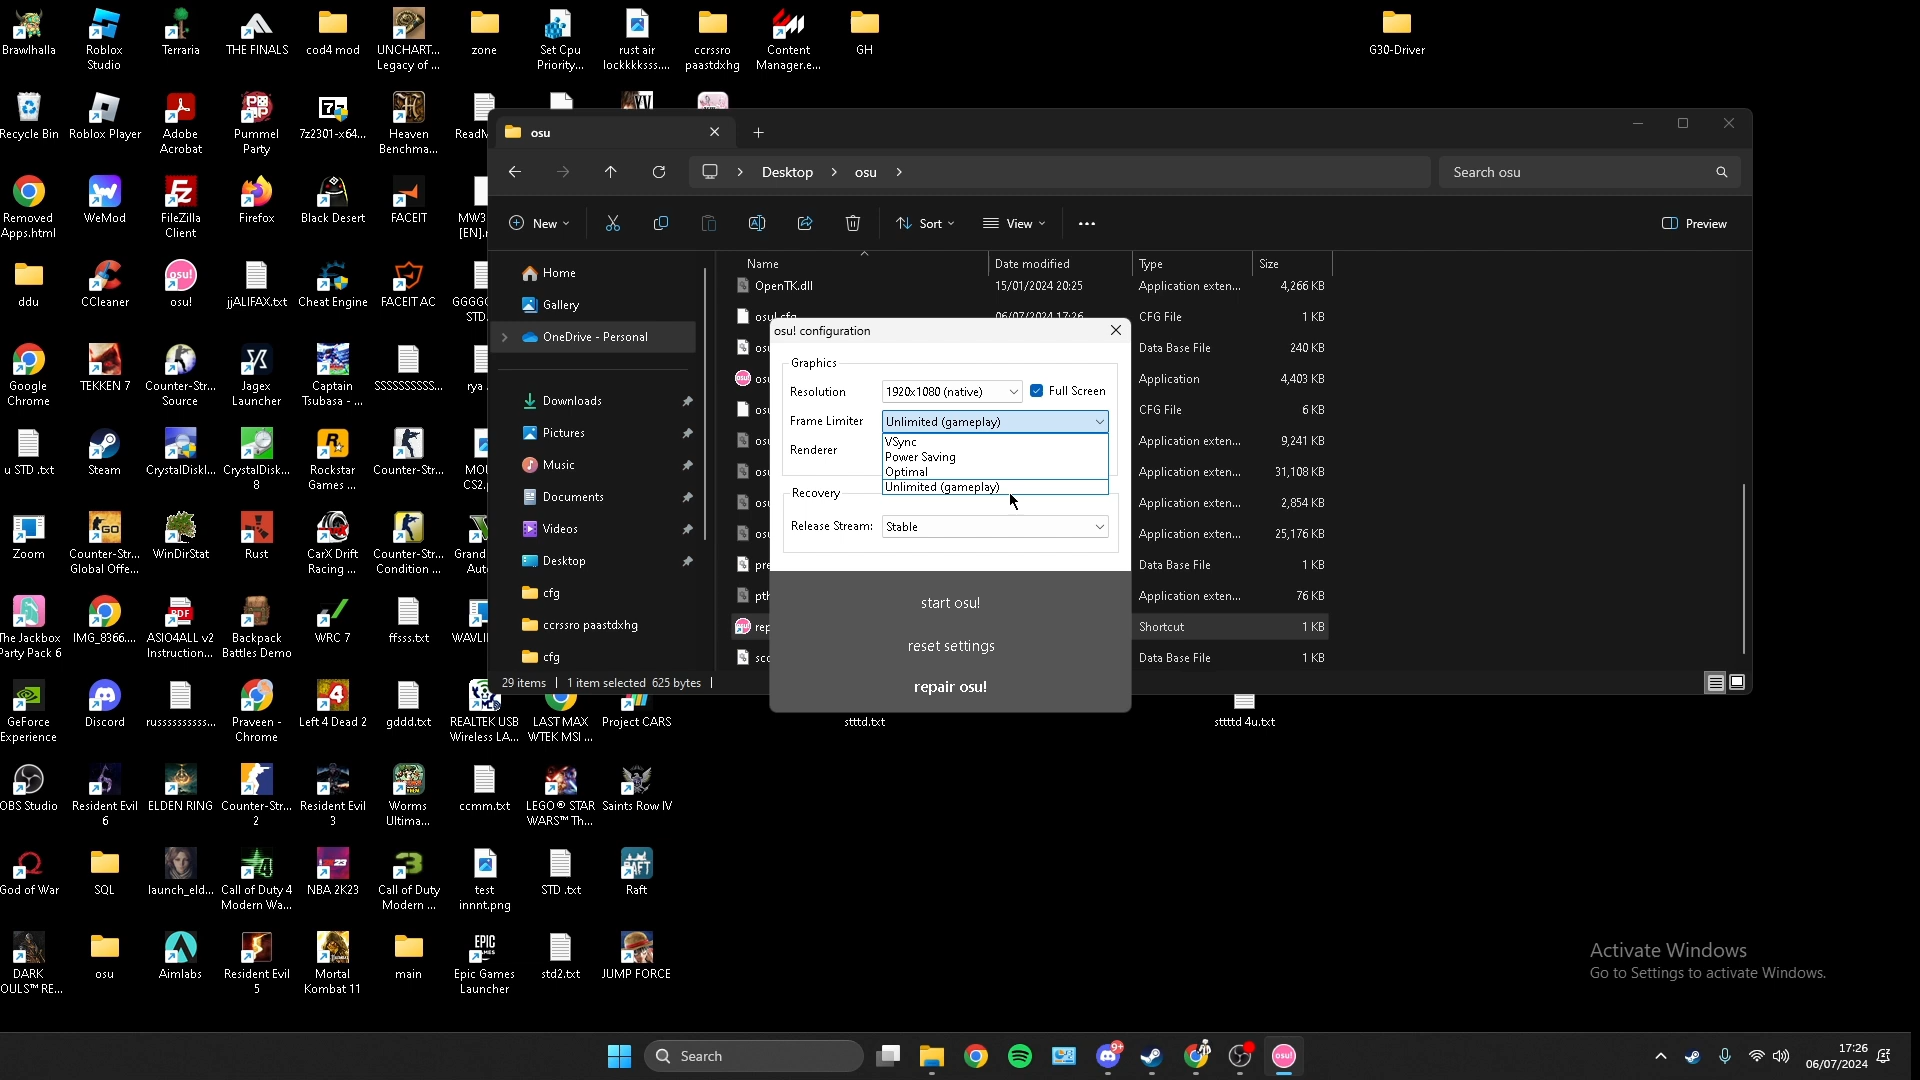 Brawlhalla
Roblox
Studio
Terraria
THE FINALS
cod4 mod
UNCHART...
Legacy of ...
zone
Set Cpu
Priority...
rust air
lockkkksss....
ccrssro
paastdxhg
Content
Manager.e...
GH
G30-Driver
Recycle Bin
Roblox Player
Adobe
Acrobat
Pummel
Party
7z2301-x64...
Heaven
Benchma...
ReadM
Removed
Apps.html
WeMod
FileZilla
Client
Firefox
Black Desert
FACEIT
MW3
ddu
CCleaner
osu!
jjALIFAX.txt
Cheat Engine
FACEIT AC
STD.
Google
Chrome
TEKKEN 7
Counter-Str...
Source
Jagex
Launcher
Captain
Tsubasa - ...
SSSSSSSSSS...
rya
u STD .txt
Steam
CrystalDiskI...
CrystalDisk...
8
Rockstar
Games ...
Counter-Str...
MOU
CS2.
Zoom
Counter-Str...
Global Offe...
WinDirStat
Rust
CarX Drift
Racing ...
Counter-Str...
Condition ...
Grand
Aut
The Jackbox
Party Pack 6
IMG_8366....
ASIO4ALL v2
Instruction...
Backpack
Battles Demo
WRC 7
ffsss.txt
WAVLI
GeForce
Experience
Discord
russssssssss...
Praveen -
Chrome
Left 4 Dead 2
gddd.txt
REALTEK USB
Wireless LA...
LAST MAX
WTEK MSI ...
Project CARS
stttd.txt
sttttd 4u.txt
OBS Studio
Resident Evil
6
ELDEN RING
Counter-Str...
2
Resident Evil
3
Worms
Ultima...
ccmm.txt
LEGO® STAR
WARS™ Th...
Saints Row IV
God of War
SQL
launch_eld...
Call of Duty 4
Modern Wa...
NBA 2K23
Call of Duty
Modern ...
test
innnt.png
STD .txt
Raft
DARK
OULS™ RE...
osu
Aimlabs
Resident Evil
5
Mortal
Kombat 11
main
Epic Games
Launcher
std2.txt
JUMP FORCE
osu
Desktop
osu
Search osu
New
Sort
View
Preview
Home
Gallery
OneDrive - Personal
Downloads
Pictures
Music
Documents
Videos
Desktop
cfg
ccrssro paastdxhg
cfg
Name
Date modified
Type
Size
OpenTK.dll
15/01/2024 20:25
Application exten...
4,266 KB
06/07/2024 17:26
CFG File
1 KB
Data Base File
240 KB
Application
4,403 KB
CFG File
6 KB
Application exten...
9,241 KB
Application exten...
31,108 KB
Application exten...
2,854 KB
Application exten...
25,176 KB
Data Base File
1 KB
Application exten...
76 KB
Shortcut
1 KB
Data Base File
1 KB
29 items
1 item selected 625 bytes
osu! configuration
Graphics
Resolution
1920x1080 (native)
Full Screen
Frame Limiter
Unlimited (gameplay)
VSync
Power Saving
Optimal
Unlimited (gameplay)
Renderer
Recovery
Release Stream:
Stable
start osu!
reset settings
repair osu!
Activate Windows
Go to Settings to activate Windows.
Search
9+
17:26
06/07/2024